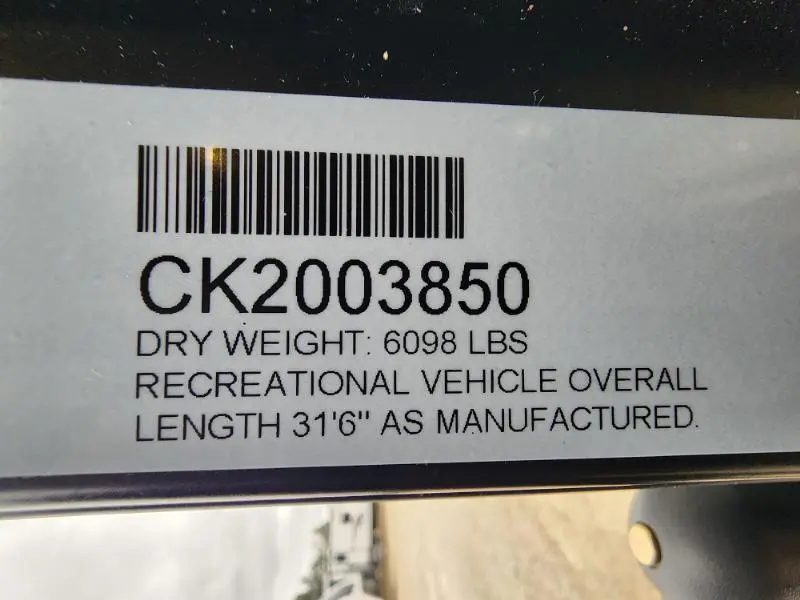 CK2003850
DRY WEIGHT: 6098 LBS
RECREATIONAL VEHICLE OVERALL
LENGTH 31'6" AS MANUFACTURED.